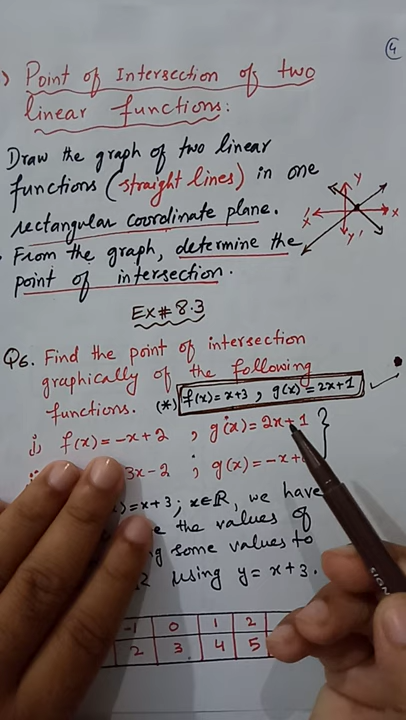 4
) Point of Intersection of two
linear functions:
Draw the graph of two linear
functions (straight lines) in one
rectangular coordinate plane.
From the graph, determine the
point of intersection.
Y
X' X
Y'
Ex # 8.3
Q6. Find the point of intersection
graphically of the following
functions. (*) f(x)=x+3 , g(x)=2x+1
i, f(x)=-x+2 , g(x)=2x+1
3x-2 ; g(x)=-x+
)=x+3 ; x∈ℝ, we have
the values of
some values to
using y=x+3.
-1 0 1 2
2 3 4 5
SIGN